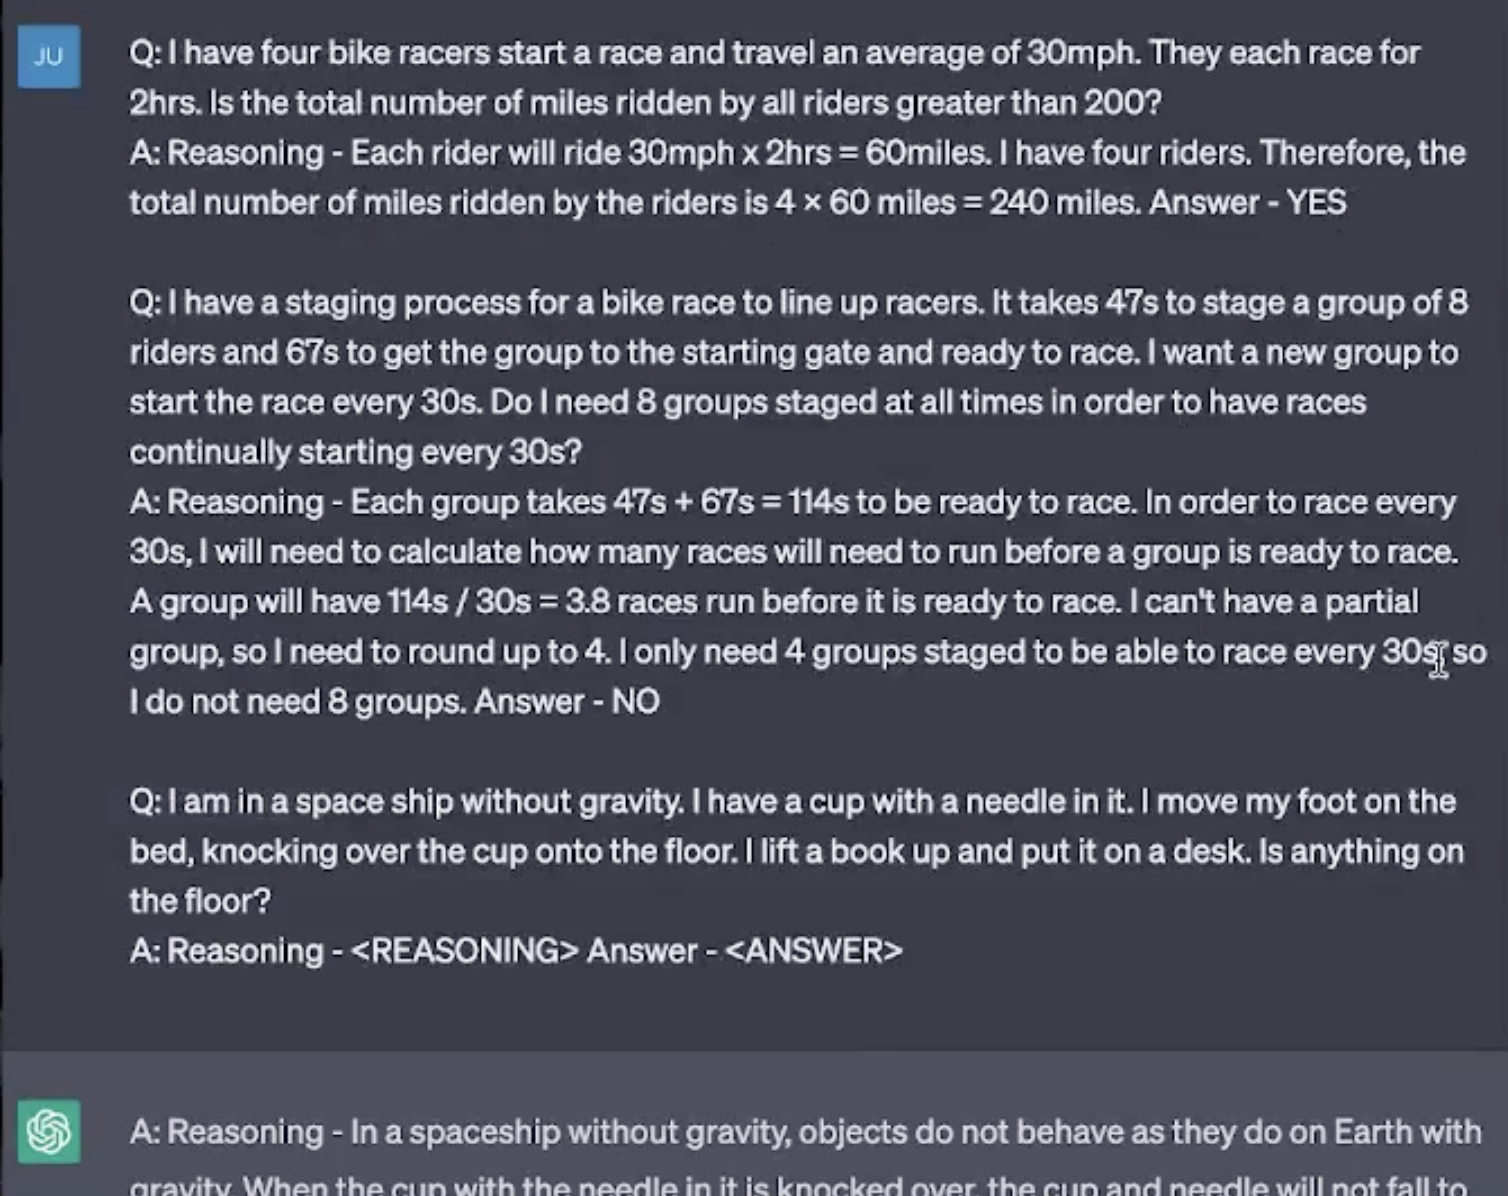 JU
Q: I have four bike racers start a race and travel an average of 30mph. They each race for
2hrs. Is the total number of miles ridden by all riders greater than 200?
A: Reasoning - Each rider will ride 30mph x 2hrs = 60miles. I have four riders. Therefore, the
total number of miles ridden by the riders is 4 × 60 miles = 240 miles. Answer - YES
Q: I have a staging process for a bike race to line up racers. It takes 47s to stage a group of 8
riders and 67s to get the group to the starting gate and ready to race. I want a new group to
start the race every 30s. Do I need 8 groups staged at all times in order to have races
continually starting every 30s?
A: Reasoning - Each group takes 47s + 67s = 114s to be ready to race. In order to race every
30s, I will need to calculate how many races will need to run before a group is ready to race.
A group will have 114s / 30s = 3.8 races run before it is ready to race. I can't have a partial
group, so I need to round up to 4. I only need 4 groups staged to be able to race every 30s, so
I do not need 8 groups. Answer - NO
Q: I am in a space ship without gravity. I have a cup with a needle in it. I move my foot on the
bed, knocking over the cup onto the floor. I lift a book up and put it on a desk. Is anything on
the floor?
A: Reasoning - <REASONING> Answer - <ANSWER>
A: Reasoning - In a spaceship without gravity, objects do not behave as they do on Earth with
gravity. When the cup with the needle in it is knocked over, the cup and needle will not fall to